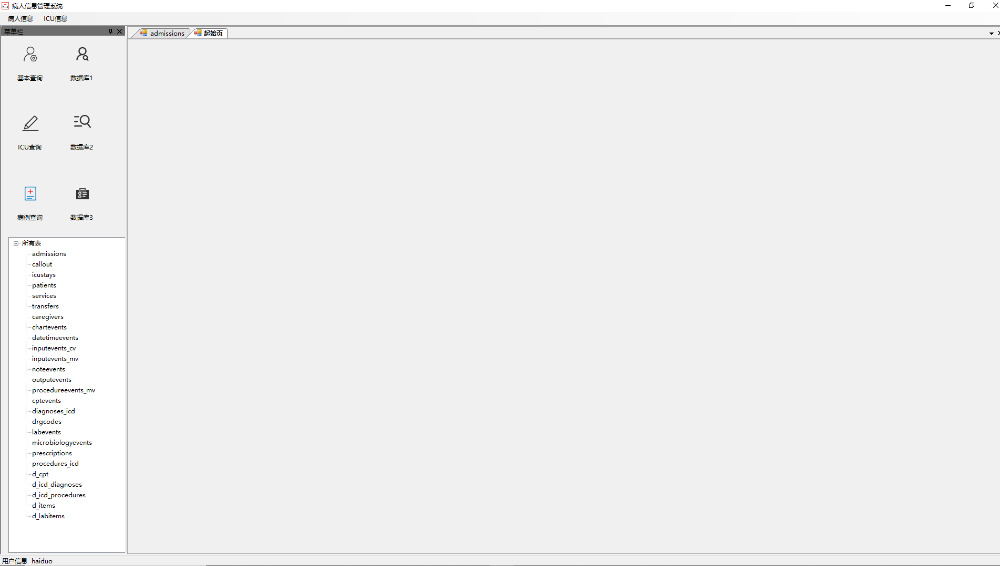 病人信息管理系统
病人信息 ICU信息
菜单栏
admissions 起始页
基本查询 数据库1
ICU查询 数据库2
病例查询 数据库3
所有表
admissions
callout
icustays
patients
services
transfers
caregivers
chartevents
datetimeevents
inputevents_cv
inputevents_mv
noteevents
outputevents
procedureevents_mv
cptevents
diagnoses_icd
drgcodes
labevents
microbiologyevents
prescriptions
procedures_icd
d_cpt
d_icd_diagnoses
d_icd_procedures
d_items
d_labitems
用户信息 haiduo